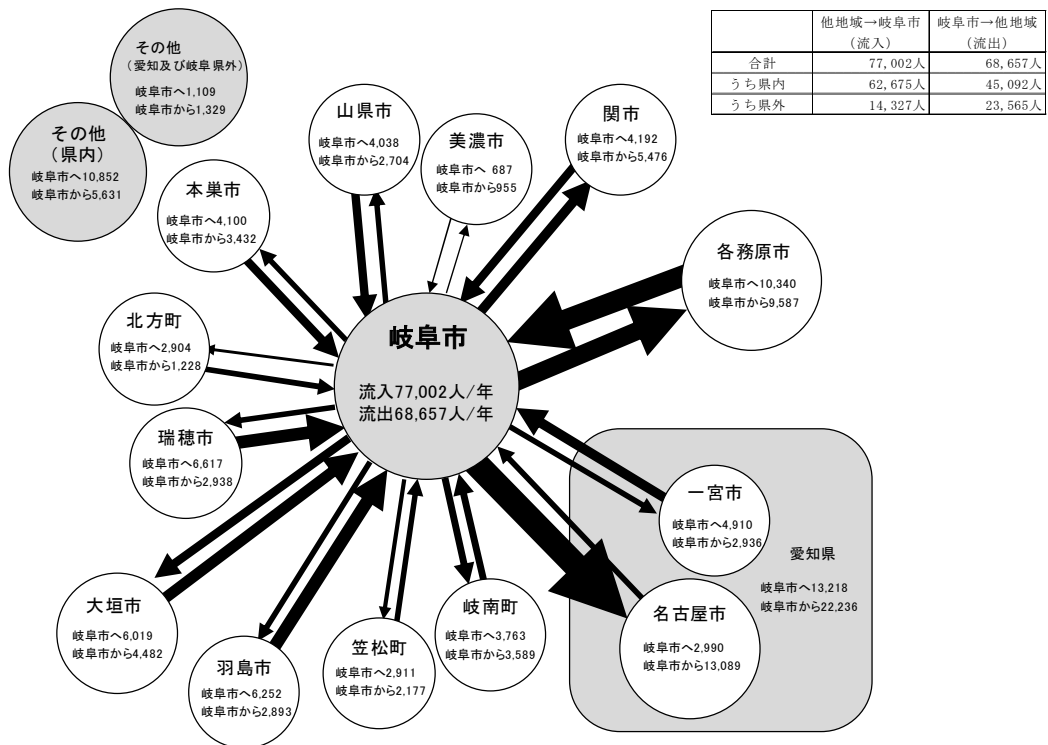 他地域→岐阜市 岐阜市→他地域
(流入) (流出)
合計 77,002人 68,657人
うち県内 62,675人 45,092人
うち県外 14,327人 23,565人
その他
(愛知及び岐阜県外)
岐阜市へ1,109
岐阜市から1,329
その他
(県内)
岐阜市へ10,852
岐阜市から5,631
山県市
岐阜市へ4,038
岐阜市から2,704
美濃市
岐阜市へ 687
岐阜市から955
関市
岐阜市へ4,192
岐阜市から5,476
本巣市
岐阜市へ4,100
岐阜市から3,432
各務原市
岐阜市へ10,340
岐阜市から9,587
北方町
岐阜市へ2,904
岐阜市から1,228
岐阜市
流入77,002人/年
流出68,657人/年
瑞穂市
岐阜市へ6,617
岐阜市から2,938
一宮市
岐阜市へ4,910
岐阜市から2,936
愛知県
岐阜市へ13,218
岐阜市から22,236
大垣市
岐阜市へ6,019
岐阜市から4,482
羽島市
岐阜市へ6,252
岐阜市から2,893
笠松町
岐阜市へ2,911
岐阜市から2,177
岐南町
岐阜市へ3,763
岐阜市から3,589
名古屋市
岐阜市へ2,990
岐阜市から13,089